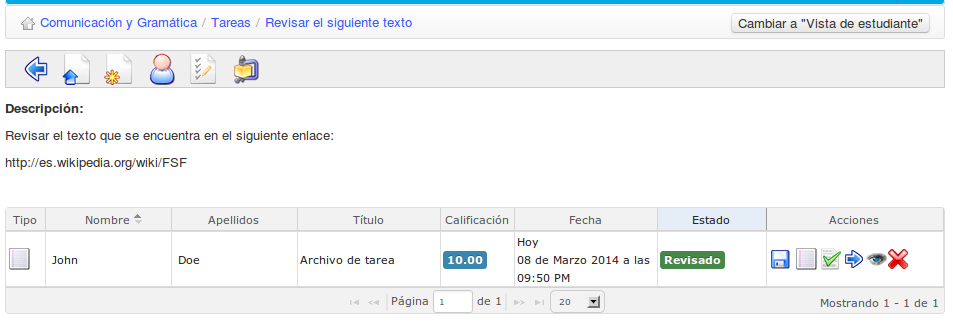 Comunicación y Gramática / Tareas / Revisar el siguiente texto
Cambiar a "Vista de estudiante"
Descripción:
Revisar el texto que se encuentra en el siguiente enlace:
http://es.wikipedia.org/wiki/FSF
Tipo Nombre Apellidos Título Calificación Fecha Estado Acciones
John Doe Archivo de tarea 10.00 Hoy
08 de Marzo 2014 a las
09:50 PM
Revisado
Página 1 de 1 20 Mostrando 1 - 1 de 1